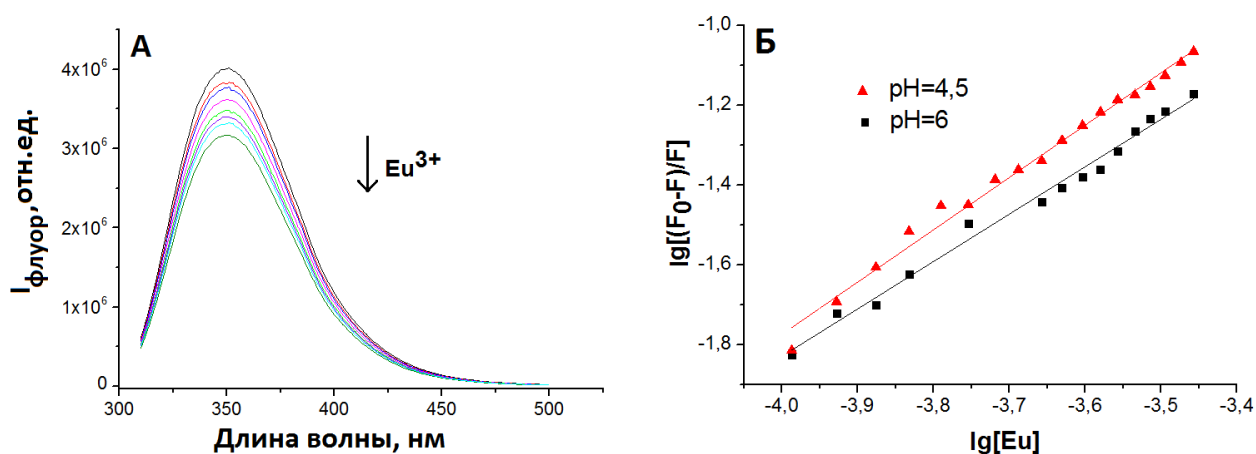 А
Iфлуор,отн.ед.
4x10⁶
3x10⁶
2x10⁶
1x10⁶
0
Eu³⁺
300
350
400
450
500
Длина волны, нм
Б
lg[(F₀-F)/F]
-1,0
-1,2
-1,4
-1,6
-1,8
pH=4,5
pH=6
-4,0
-3,9
-3,8
-3,7
-3,6
-3,5
-3,4
lg[Eu]